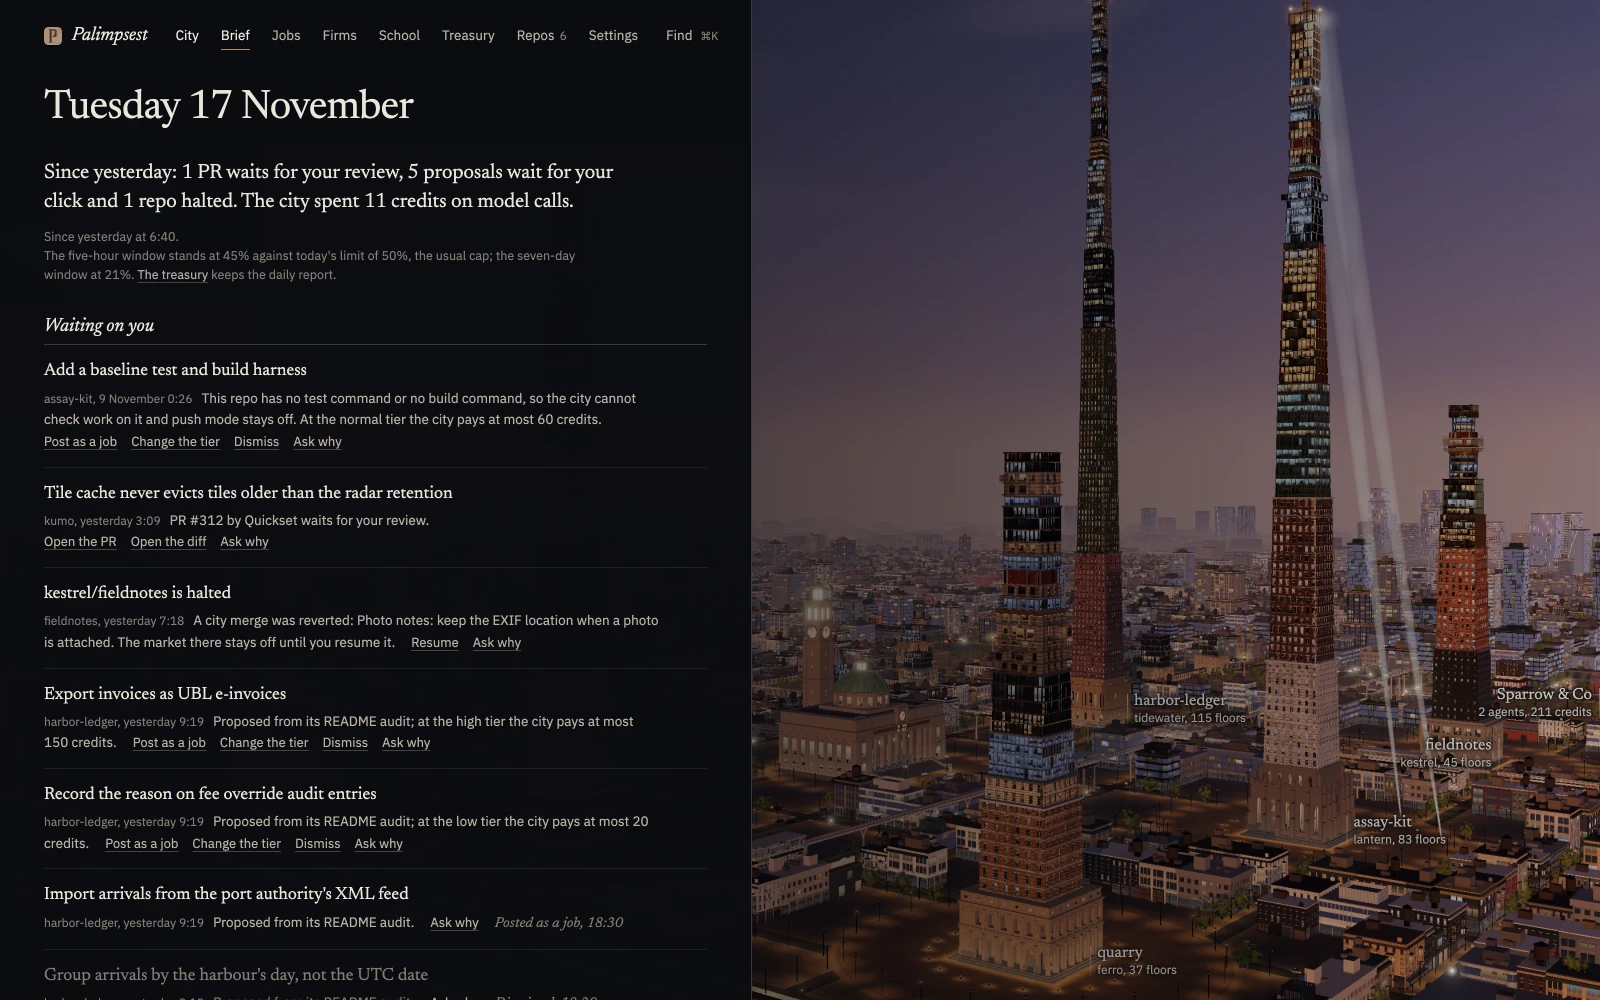 Palimpsest
City Brief Jobs Firms School Treasury Repos 6 Settings Find ⌘K
Tuesday 17 November
Since yesterday: 1 PR waits for your review, 5 proposals wait for your
click and 1 repo halted. The city spent 11 credits on model calls.
Since yesterday at 6:40.
The five-hour window stands at 45% against today's limit of 50%, the usual cap; the seven-day
window at 21%. The treasury keeps the daily report.
Waiting on you
Add a baseline test and build harness
assay-kit, 9 November 0:26 This repo has no test command or no build command, so the city cannot
check work on it and push mode stays off. At the normal tier the city pays at most 60 credits.
Post as a job Change the tier Dismiss Ask why
Tile cache never evicts tiles older than the radar retention
kumo, yesterday 3:09 PR #312 by Quickset waits for your review.
Open the PR Open the diff Ask why
kestrel/fieldnotes is halted
fieldnotes, yesterday 7:18 A city merge was reverted: Photo notes: keep the EXIF location when a photo
is attached. The market there stays off until you resume it. Resume Ask why
Export invoices as UBL e-invoices
harbor-ledger, yesterday 9:19 Proposed from its README audit; at the high tier the city pays at most
150 credits. Post as a job Change the tier Dismiss Ask why
Record the reason on fee override audit entries
harbor-ledger, yesterday 9:19 Proposed from its README audit; at the low tier the city pays at most 20
credits. Post as a job Change the tier Dismiss Ask why
Import arrivals from the port authority's XML feed
harbor-ledger, yesterday 9:19 Proposed from its README audit. Ask why Posted as a job, 18:30
Group arrivals by the harbour's day, not the UTC date
harbor-ledger
tidewater, 115 floors
Sparrow & Co
2 agents, 211 credits
fieldnotes
kestrel, 45 floors
assay-kit
lantern, 83 floors
quarry
ferro, 37 floors